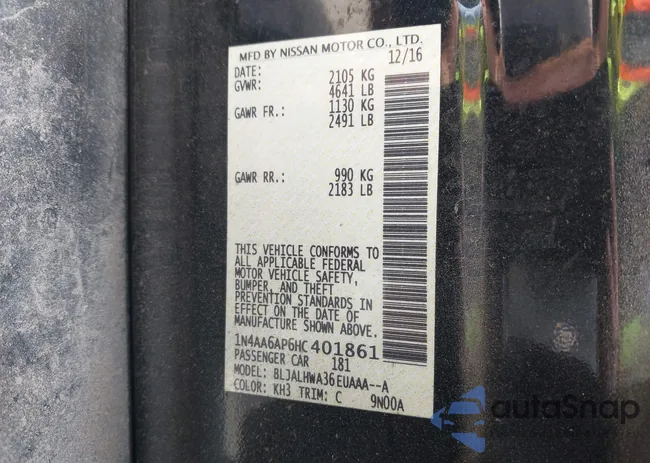 MFD BY NISSAN MOTOR CO., LTD.
DATE: 12/16
GVWR: 2105 KG
4641 LB
GAWR FR.: 1130 KG
2491 LB
GAWR RR.: 990 KG
2183 LB
THIS VEHICLE CONFORMS TO
ALL APPLICABLE FEDERAL
MOTOR VEHICLE SAFETY,
BUMPER, AND THEFT
PREVENTION STANDARDS IN
EFFECT ON THE DATE OF
MANUFACTURE SHOWN ABOVE.
1N4AA6AP6HC401861
PASSENGER CAR 181
MODEL: BLJALHWA36EUAAA--A
COLOR: KH3 TRIM: C 9N00A
autoSnap